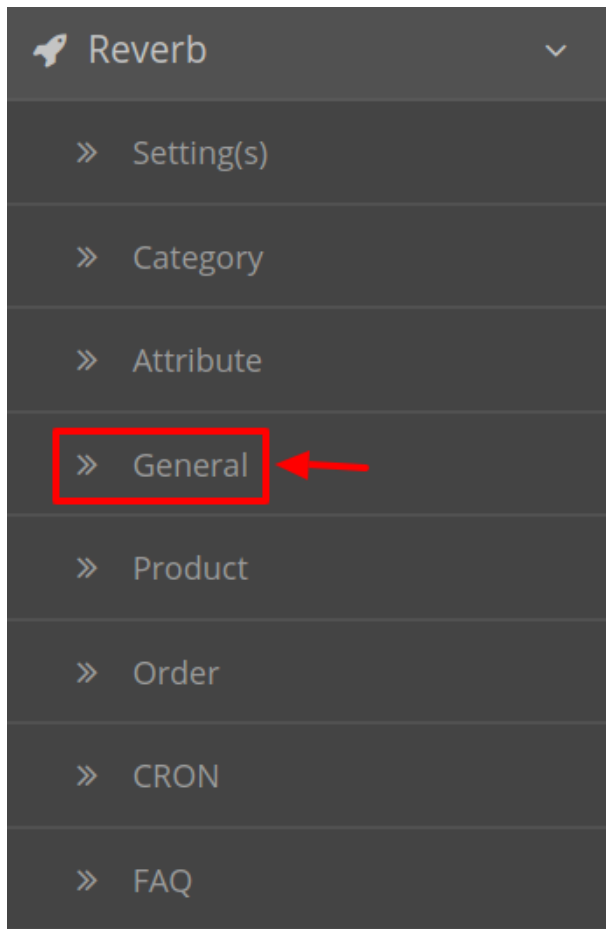 Reverb
Setting(s)
Category
Attribute
General
Product
Order
CRON
FAQ